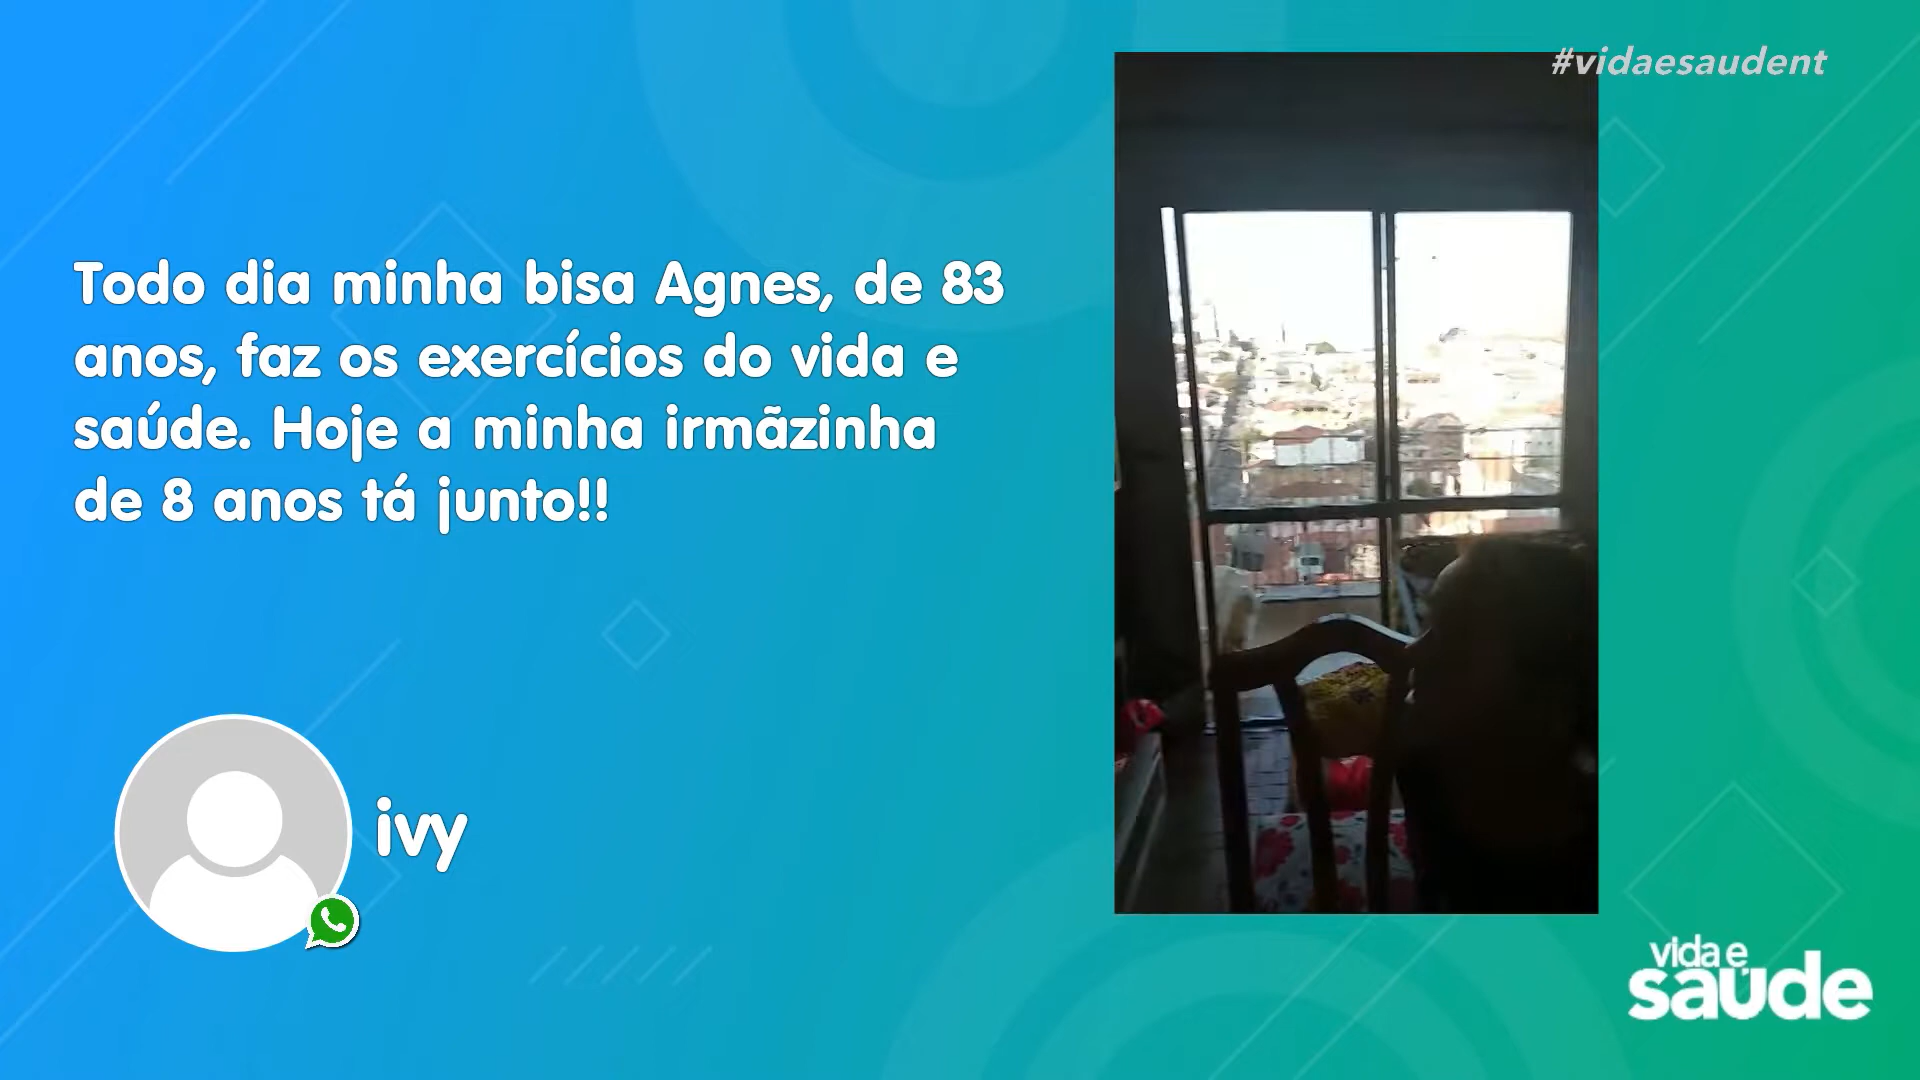 #vidaesaudent
Todo dia minha bisa Agnes, de 83
anos, faz os exercícios do vida e
saúde. Hoje a minha irmãzinha
de 8 anos tá junto!!
ivy
vida e
saúde